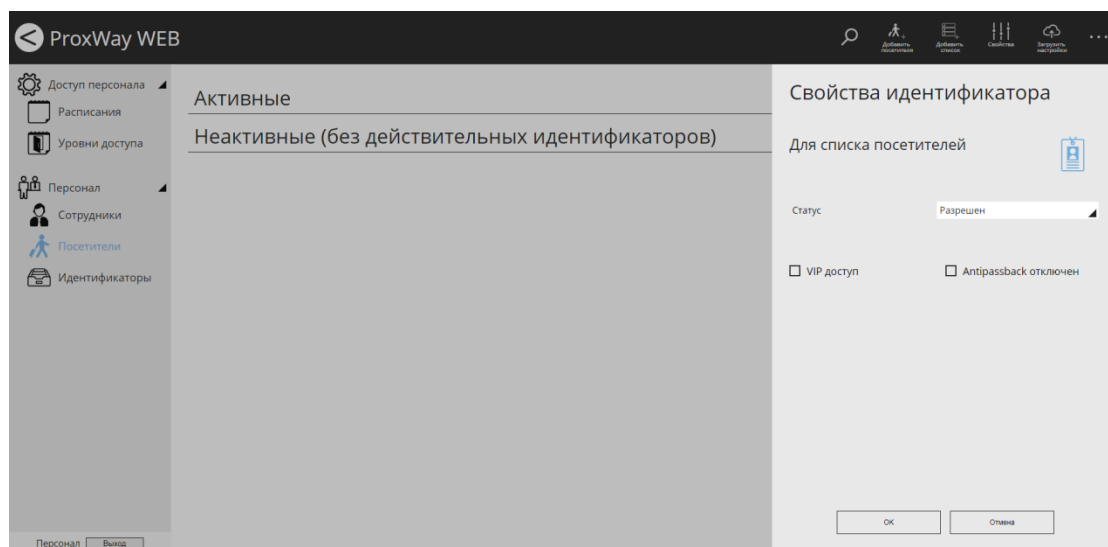 ProxWay WEB
Добавить посетителя
Добавить список
Свойства
Загрузить настройки
Доступ персонала
Расписания
Уровни доступа
Персонал
Сотрудники
Посетители
Идентификаторы
Активные
Неактивные (без действительных идентификаторов)
Свойства идентификатора
Для списка посетителей
Статус
Разрешен
VIP доступ
Antipassback отключен
OK
Отмена
Персонал
Выход